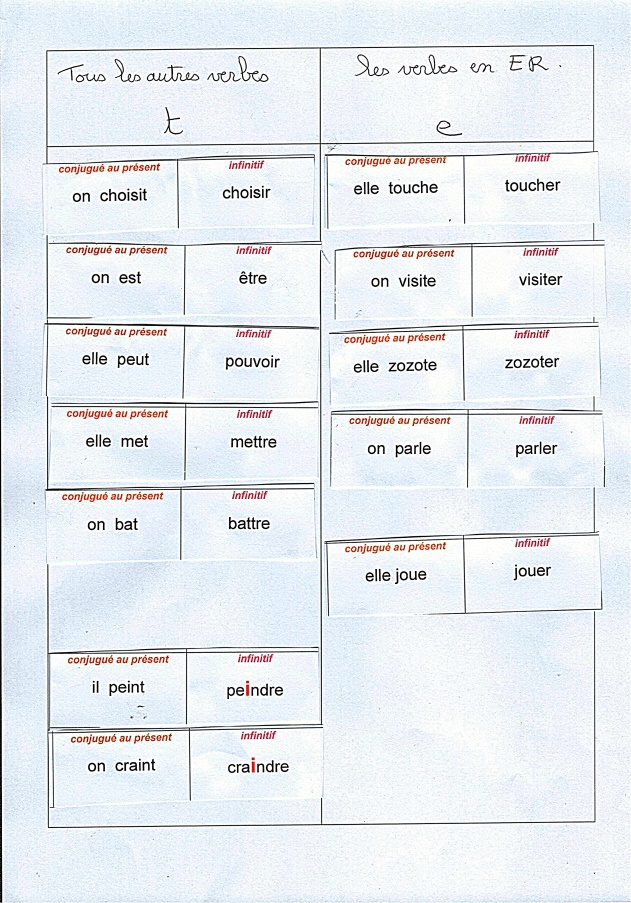 Tous les autres verbes
t
conjugué au présent infinitif
on choisit choisir
conjugué au présent infinitif
on est être
conjugué au présent infinitif
elle peut pouvoir
conjugué au présent infinitif
elle met mettre
conjugué au présent infinitif
on bat battre
conjugué au présent infinitif
il peint peindre
conjugué au présent infinitif
on craint craindre
les verbes en ER.
e
conjugué au présent infinitif
elle touche toucher
conjugué au présent infinitif
on visite visiter
conjugué au présent infinitif
elle zozote zozoter
conjugué au présent infinitif
on parle parler
conjugué au présent infinitif
elle joue jouer